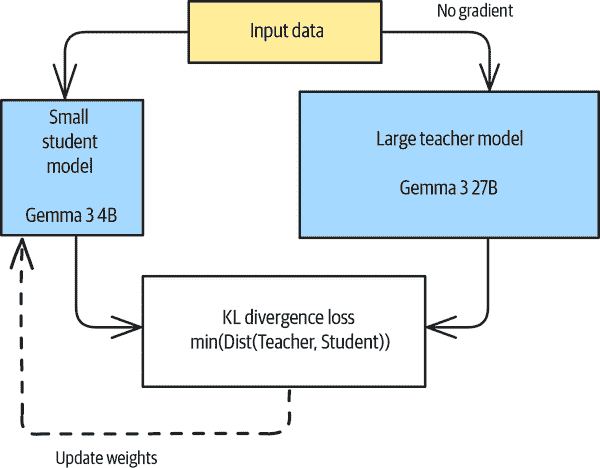 No gradient
Input data
Small
student
model
Gemma 3 4B
Large teacher model
Gemma 3 27B
KL divergence loss
min(Dist(Teacher, Student))
Update weights